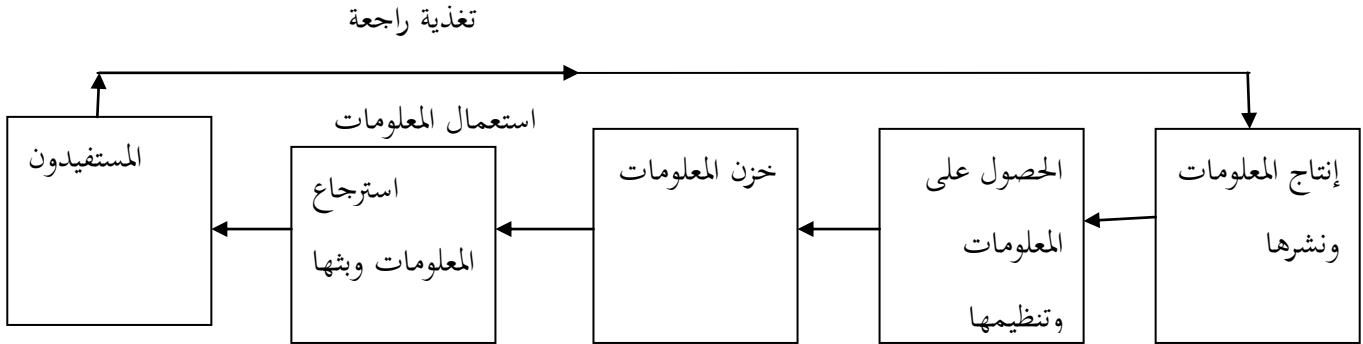 تغذية راجعة
استعمال المعلومات
إنتاج المعلومات
ونشرها
الحصول على
المعلومات
وتنظيمها
خزن المعلومات
استرجاع
المعلومات وبثها
المستفيدون